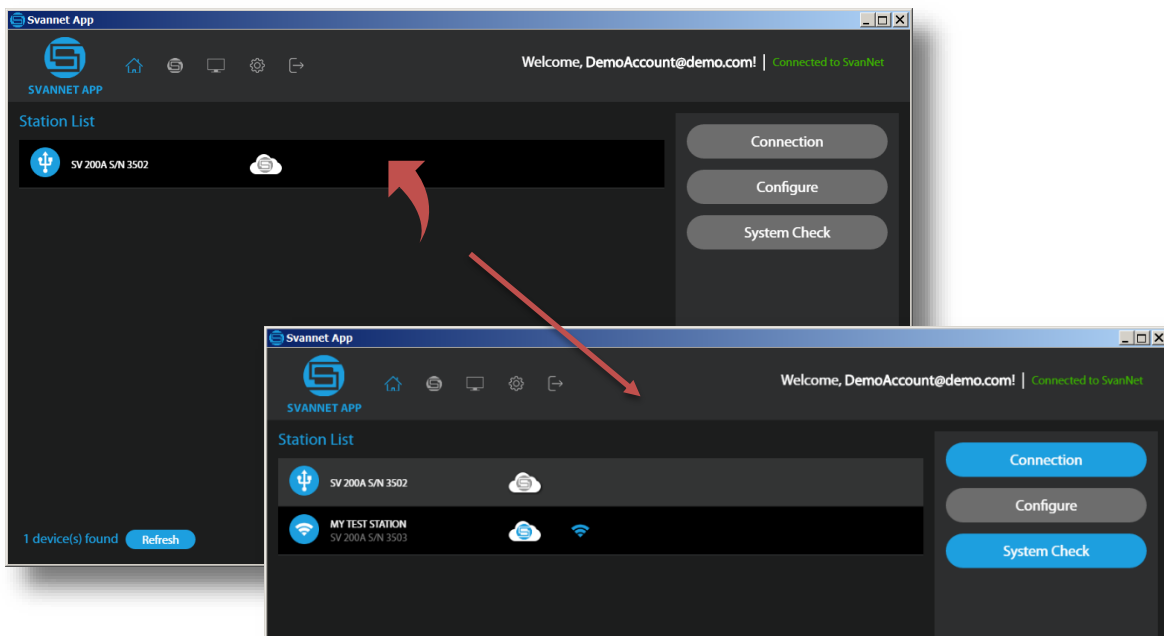 Svannet App
SVANNET APP
Welcome, DemoAccount@demo.com! | Connected to SvanNet
Station List
SV 200A S/N 3502
Connection
Configure
System Check
1 device(s) found Refresh
Svannet App
SVANNET APP
Welcome, DemoAccount@demo.com! | Connected to SvanNet
Station List
SV 200A S/N 3502
MY TEST STATION
SV 200A S/N 3503
Connection
Configure
System Check